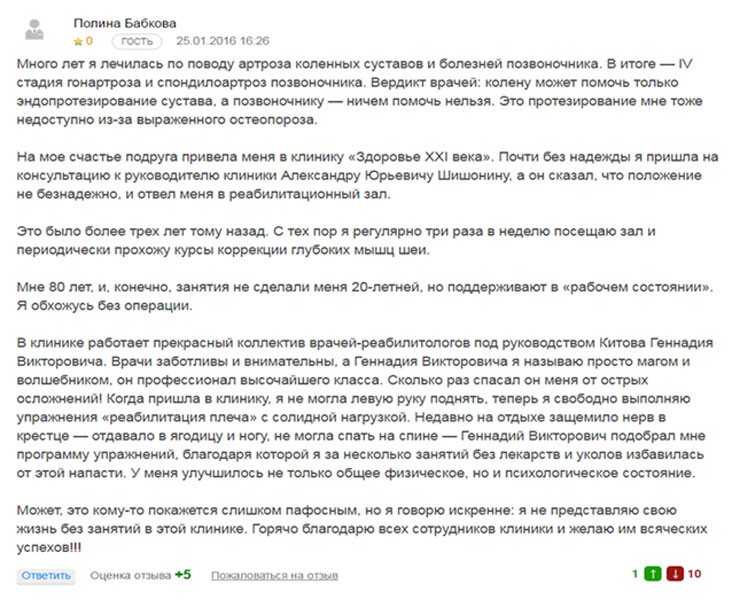 Полина Бабкова
0 гость 25.01.2016 16:26
Много лет я лечилась по поводу артроза коленных суставов и болезней позвоночника. В итоге — IV
стадия гонартроза и спондилоартроз позвоночника. Вердикт врачей: колену может помочь только
эндопротезирование сустава, а позвоночнику — ничем помочь нельзя. Это протезирование мне тоже
недоступно из-за выраженного остеопороза.
На мое счастье подруга привела меня в клинику «Здоровье XXI века». Почти без надежды я пришла на
консультацию к руководителю клиники Александру Юрьевичу Шишонину, а он сказал, что положение
не безнадежно, и отвел меня в реабилитационный зал.
Это было более трех лет тому назад. С тех пор я регулярно три раза в неделю посещаю зал и
периодически прохожу курсы коррекции глубоких мышц шеи.
Мне 80 лет, и, конечно, занятия не сделали меня 20-летней, но поддерживают в «рабочем состоянии».
Я обхожусь без операции.
В клинике работает прекрасный коллектив врачей-реабилитологов под руководством Китова Геннадия
Викторовича. Врачи заботливы и внимательны, а Геннадия Викторовича я называю просто магом и
волшебником, он профессионал высочайшего класса. Сколько раз спасал он меня от острых
осложнений! Когда пришла в клинику, я не могла левую руку поднять, теперь я свободно выполняю
упражнения «реабилитация плеча» с солидной нагрузкой. Недавно на отдыхе защемило нерв в
крестце — отдавало в ягодицу и ногу, не могла спать на спине — Геннадий Викторович подобрал мне
программу упражнений, благодаря которой я за несколько занятий без лекарств и уколов избавилась
от этой напасти. У меня улучшилось не только общее физическое, но и психологическое состояние.
Может, это кому-то покажется слишком пафосным, но я говорю искренне: я не представляю свою
жизнь без занятий в этой клинике. Горячо благодарю всех сотрудников клиники и желаю им всяческих
успехов!!!
Ответить Оценка отзыва +5 Пожаловаться на отзыв 1 10